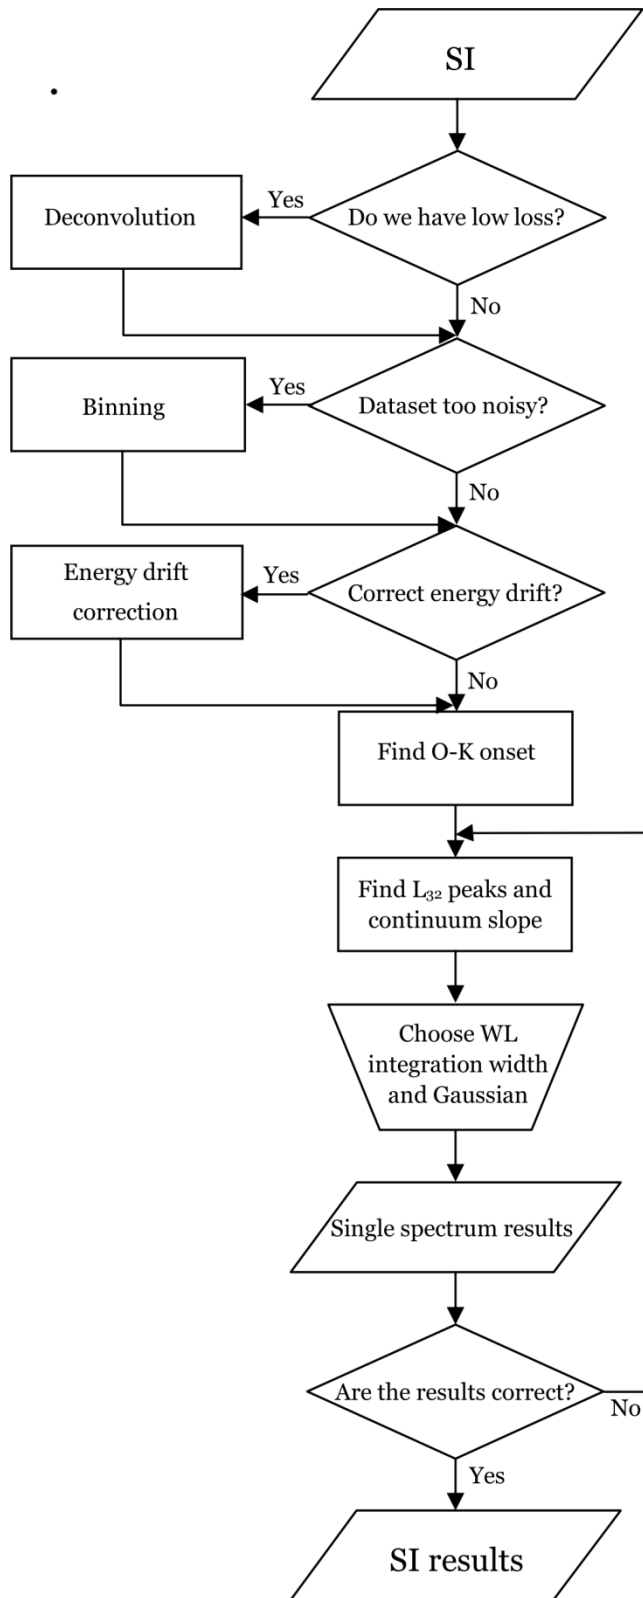 SI
Do we have low loss?
Yes
Deconvolution
No
Dataset too noisy?
Yes
Binning
No
Correct energy drift?
Yes
Energy drift
correction
No
Find O-K onset
Find L₃₂ peaks and
continuum slope
Choose WL
integration width
and Gaussian
Single spectrum results
Are the results correct?
No
Yes
SI results